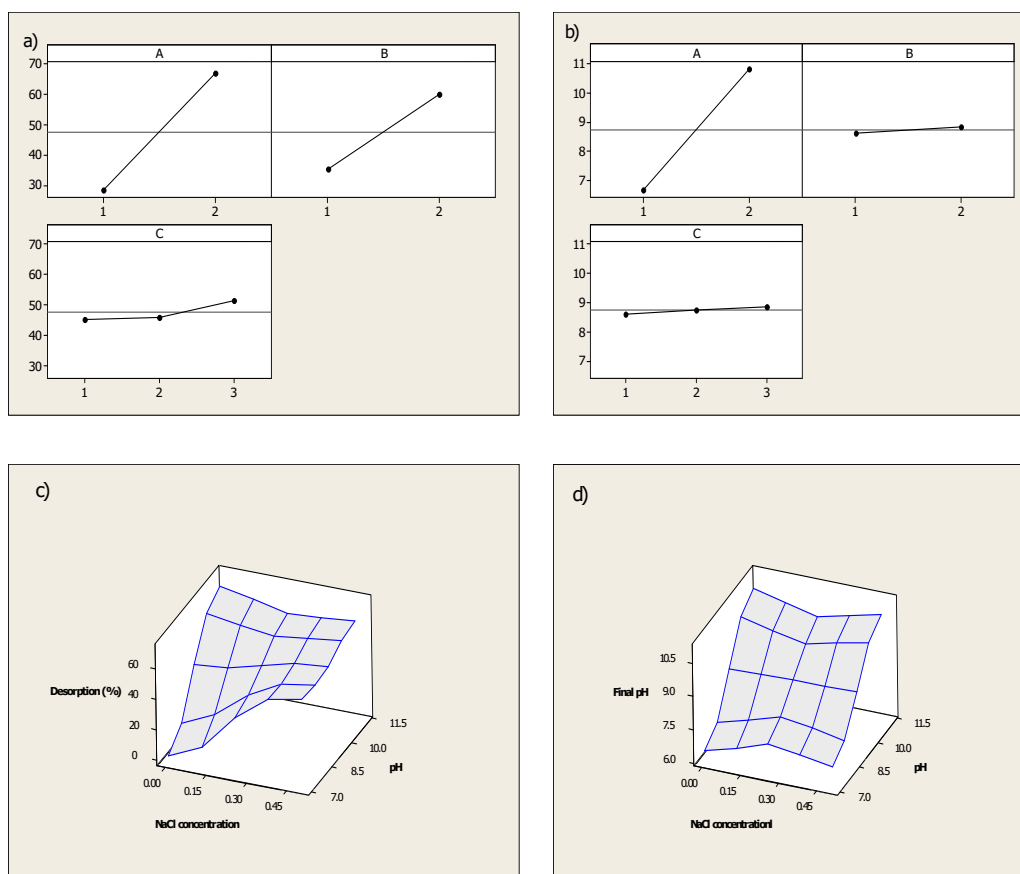 a)
A B
70
60
50
40
30
1 2 1 2
C
70
60
50
40
30
1 2 3
b)
A B
11
10
9
8
7
1 2 1 2
C
11
10
9
8
7
1 2 3
c)
Desorption (%)
60
40
20
0
0.00
0.15
0.30
0.45
NaCl concentration
7.0
8.5
10.0
11.5
pH
d)
Final pH
10.5
9.0
7.5
6.0
0.00
0.15
0.30
0.45
NaCl concentrationl
7.0
8.5
10.0
11.5
pH